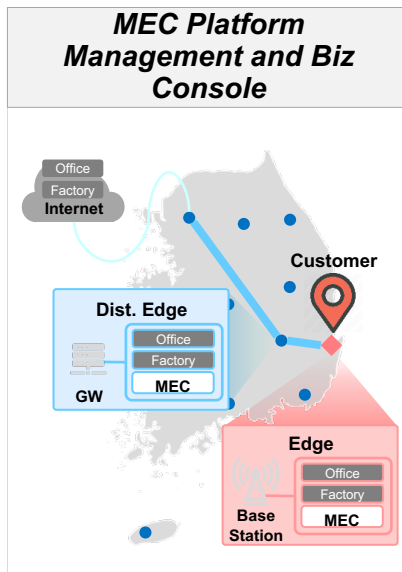 MEC Platform
Management and Biz
Console
Office
Factory
Internet
Customer
Dist. Edge
Office
Factory
MEC
GW
Edge
Office
Factory
MEC
Base
Station